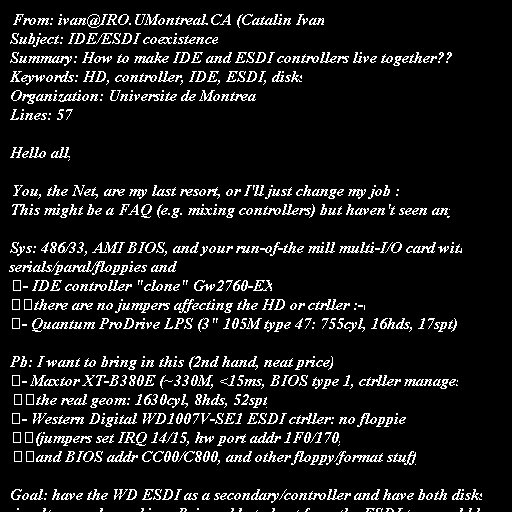 From: ivan@IRO.UMontreal.CA (Catalin Ivan
Subject: IDE/ESDI coexistence
Summary: How to make IDE and ESDI controllers live together??
Keywords: HD, controller, IDE, ESDI, disks
Organization: Universite de Montrea
Lines: 57
Hello all,
You, the Net, are my last resort, or I'll just change my job :
This might be a FAQ (e.g. mixing controllers) but haven't seen any
Sys: 486/33, AMI BIOS, and your run-of-the mill multi-I/O card with
serials/paral/floppies and
- IDE controller "clone" Gw2760-EX
there are no jumpers affecting the HD or ctrller :-(
- Quantum ProDrive LPS (3" 105M type 47: 755cyl, 16hds, 17spt)
Pb: I want to bring in this (2nd hand, neat price)
- Maxtor XT-B380E (~330M, <15ms, BIOS type 1, ctrller manages
the real geom: 1630cyl, 8hds, 52spt
- Western Digital WD1007V-SE1 ESDI ctrller: no floppie
(jumpers set IRQ 14/15, hw port addr 1F0/170,
and BIOS addr CC00/C800, and other floppy/format stuff)
Goal: have the WD ESDI as a secondary/controller and have both disks